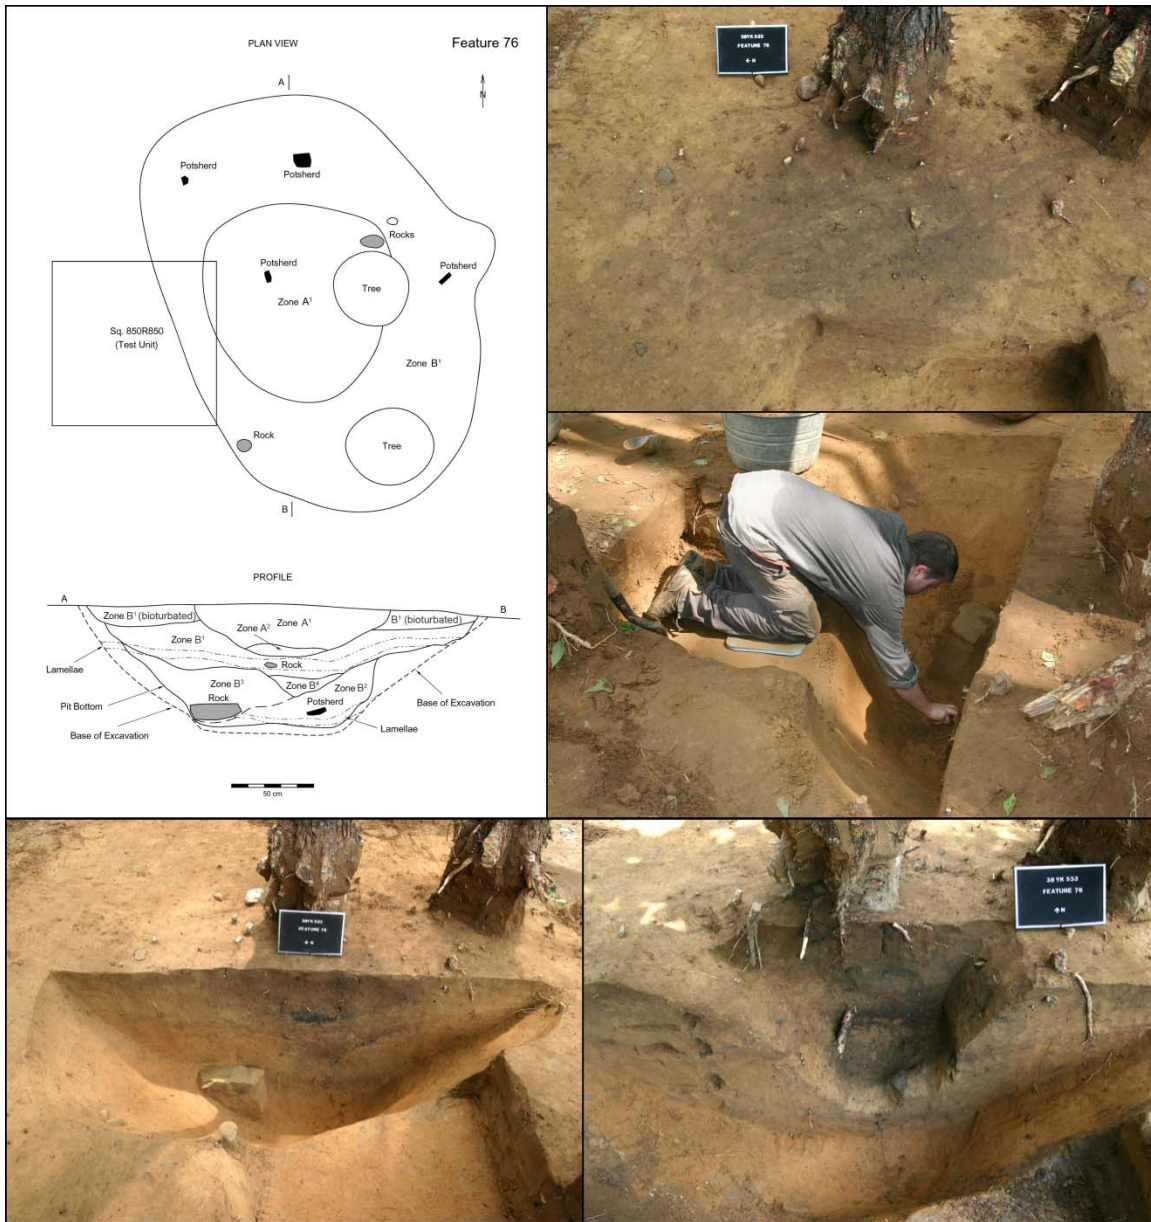 PLAN VIEW
Feature 76
A
N
Potsherd
Potsherd
Rocks
Potsherd
Potsherd
Tree
Zone A¹
Sq. 850R850
(Test Unit)
Zone B¹
Rock
Tree
B
PROFILE
A
B
Zone B¹ (bioturbated)
Zone A¹
B¹ (bioturbated)
Zone A²
Zone B¹
Lamellae
Rock
Zone B³
Zone B⁴
Zone B²
Rock
Potsherd
Pit Bottom
Base of Excavation
Base of Excavation
Lamellae
50 cm
FEATURE 76
N
FEATURE 76
N
38 YK 533
FEATURE 76
N